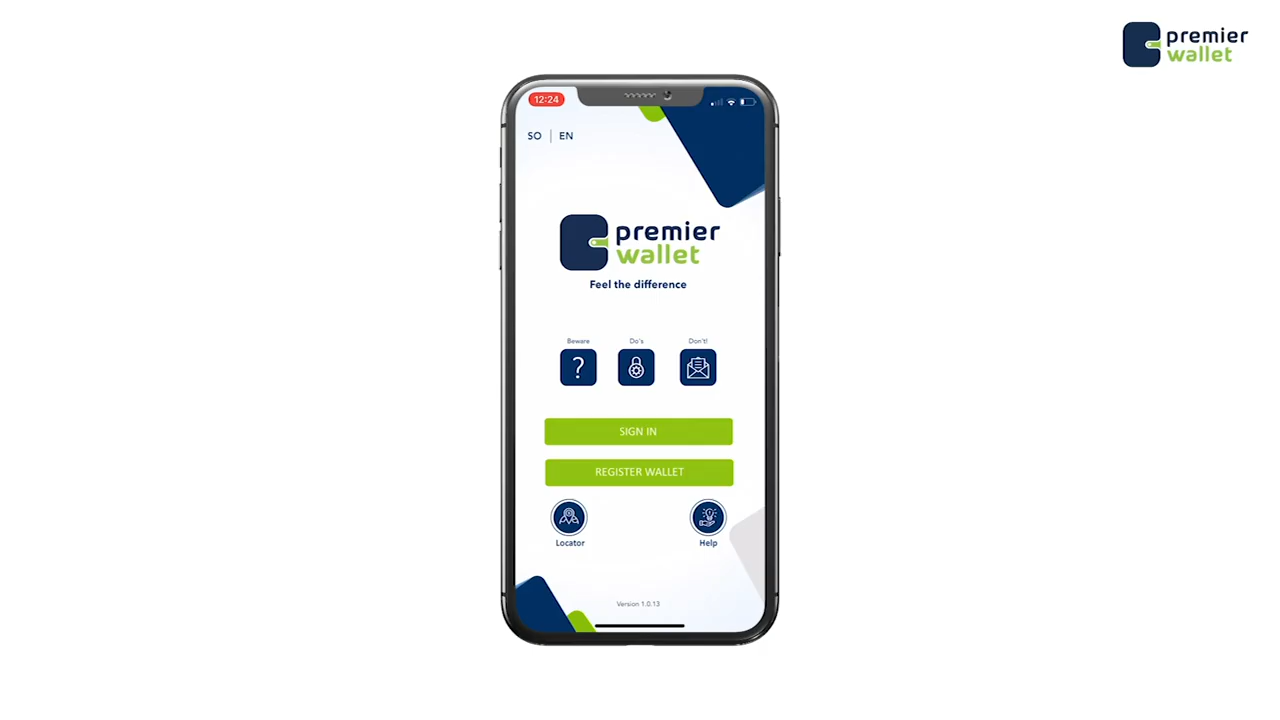 premier
wallet
12:24
SO | EN
premier
wallet
Feel the difference
Beware
Do's
Don't!
SIGN IN
REGISTER WALLET
Locator
Help
Version 1.0.13